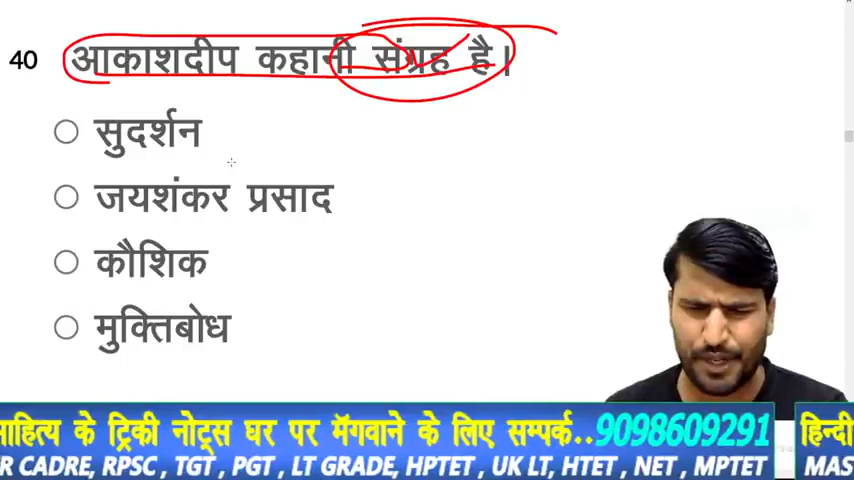 40 आकाशदीप कहानी संग्रह है।
सुदर्शन
जयशंकर प्रसाद
कौशिक
मुक्तिबोध
साहित्य के ट्रिकी नोट्स घर पर मॅगवाने के लिए सम्पर्क..9098609291 हिन्दी
R CADRE, RPSC , TGT , PGT , LT GRADE, HPTET , UK LT, HTET , NET , MPTET MAS